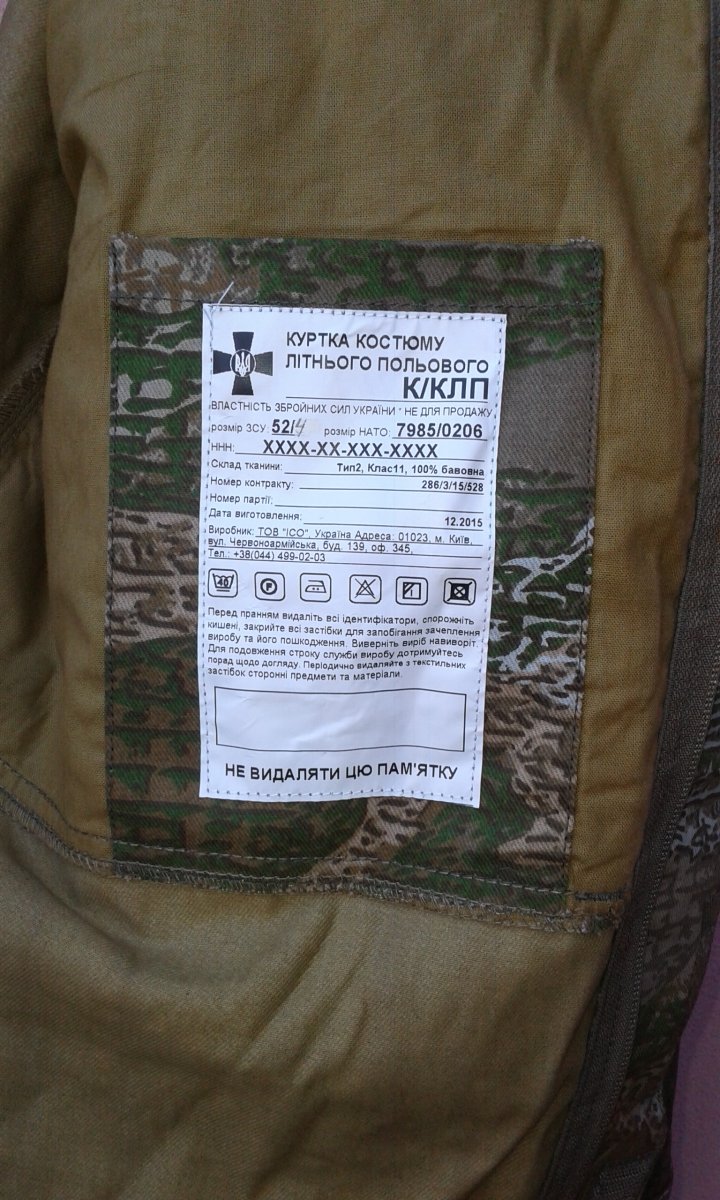 КУРТКА КОСТЮМУ
ЛІТНЬОГО ПОЛЬОВОГО
К/КЛП
ВЛАСТНІСТЬ ЗБРОЙНИХ СИЛ УКРАЇНИ * НЕ ДЛЯ ПРОДАЖУ
розмір ЗСУ: 52/4 розмір НАТО: 7985/0206
ННН: XXXX-XX-XXX-XXXX
Склад тканини: Тип2, Клас11, 100% бавовна
Номер контракту: 286/3/15/528
Номер партії:
Дата виготовлення: 12.2015
Виробник: ТОВ "ІСО", Україна Адреса: 01023, м. Київ,
вул. Червоноармійська, буд. 139, оф. 345,
Тел.: +38(044) 499-02-03
40 P
Перед пранням видаліть всі ідентифікатори, спорожніть
кишені, закрийте всі застібки для запобігання зачеплення
виробу та його пошкодження. Виверніть виріб навиворіт.
Для подовження строку служби виробу дотримуйтесь
порад щодо догляду. Періодично видаляйте з текстильних
застібок сторонні предмети та матеріали.
НЕ ВИДАЛЯТИ ЦЮ ПАМ'ЯТКУ